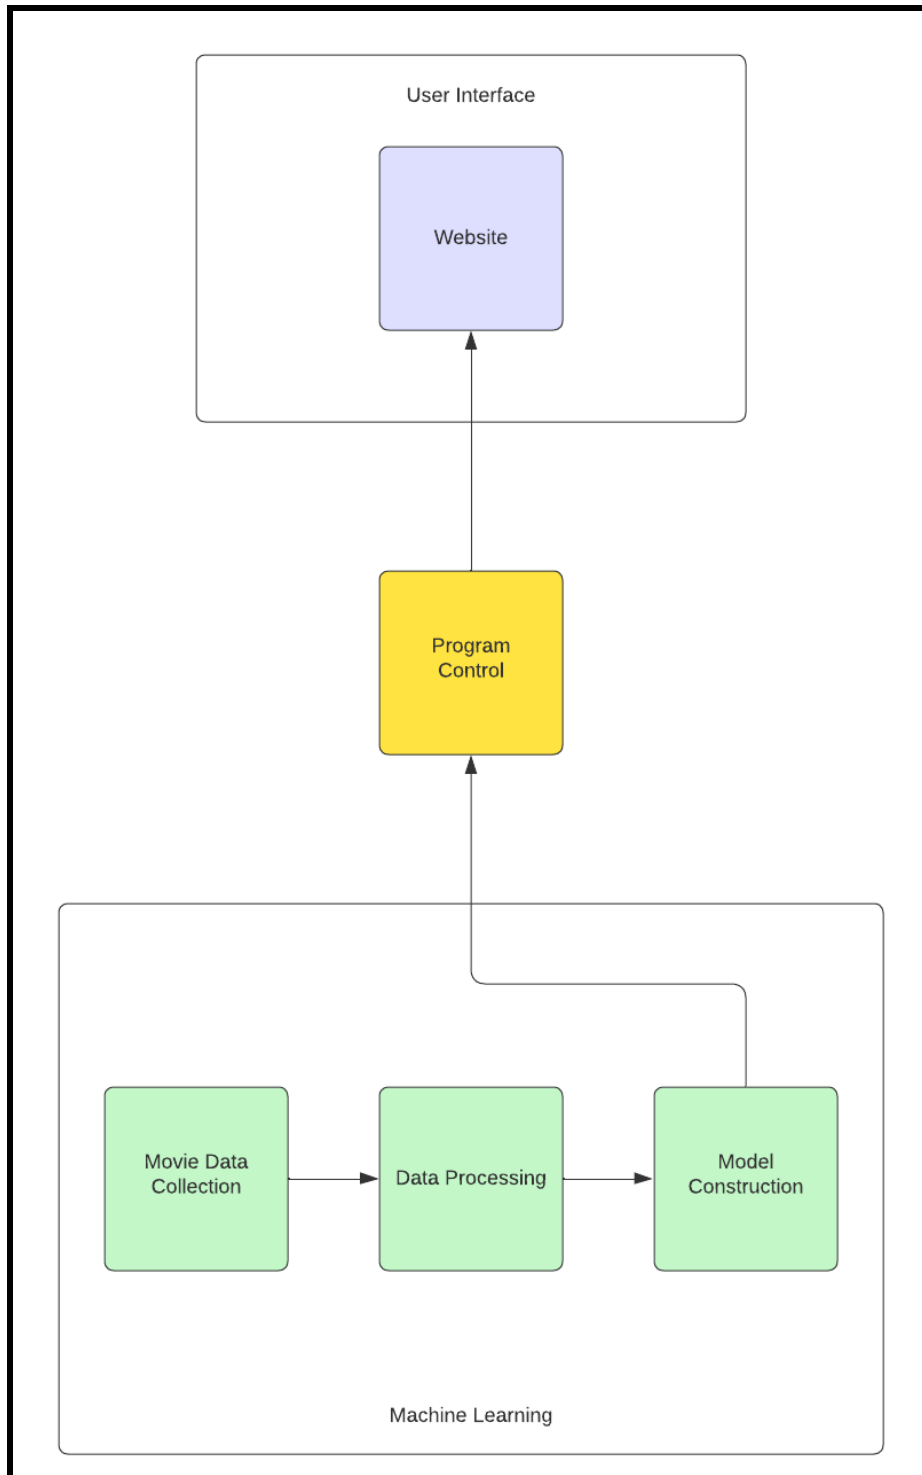 User Interface
Website
Program
Control
Movie Data
Collection
Data Processing
Model
Construction
Machine Learning